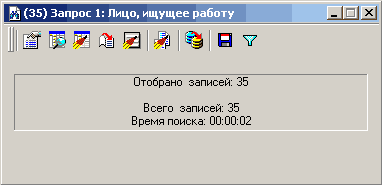 (35) Запрос 1: Лицо, ищущее работу
Отобрано записей: 35
Всего записей: 35
Время поиска: 00:00:02